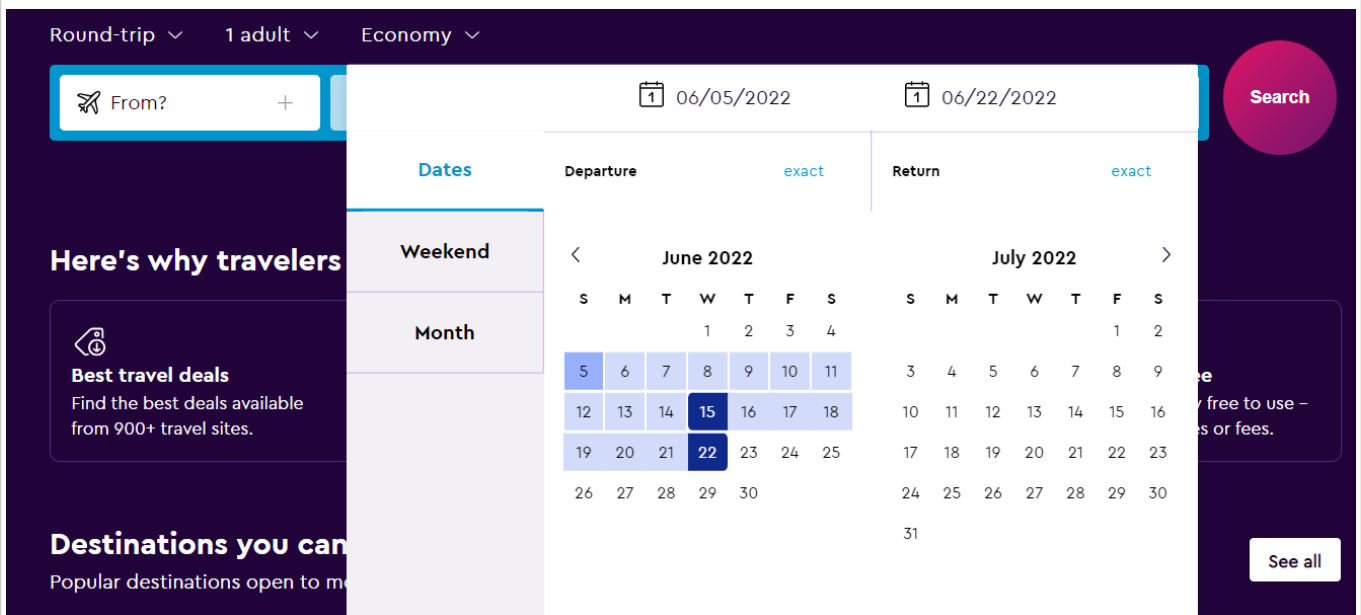 Round-trip 1 adult Economy
From?
06/05/2022 06/22/2022
Search
Dates
Departure exact Return exact
Weekend
Month
June 2022
S M T W T F S
1 2 3 4
5 6 7 8 9 10 11
12 13 14 15 16 17 18
19 20 21 22 23 24 25
26 27 28 29 30
July 2022
S M T W T F S
1 2
3 4 5 6 7 8 9
10 11 12 13 14 15 16
17 18 19 20 21 22 23
24 25 26 27 28 29 30
31
Here's why travelers
Best travel deals
Find the best deals available
from 900+ travel sites.
free to use –
or fees.
Destinations you can
Popular destinations open to
See all